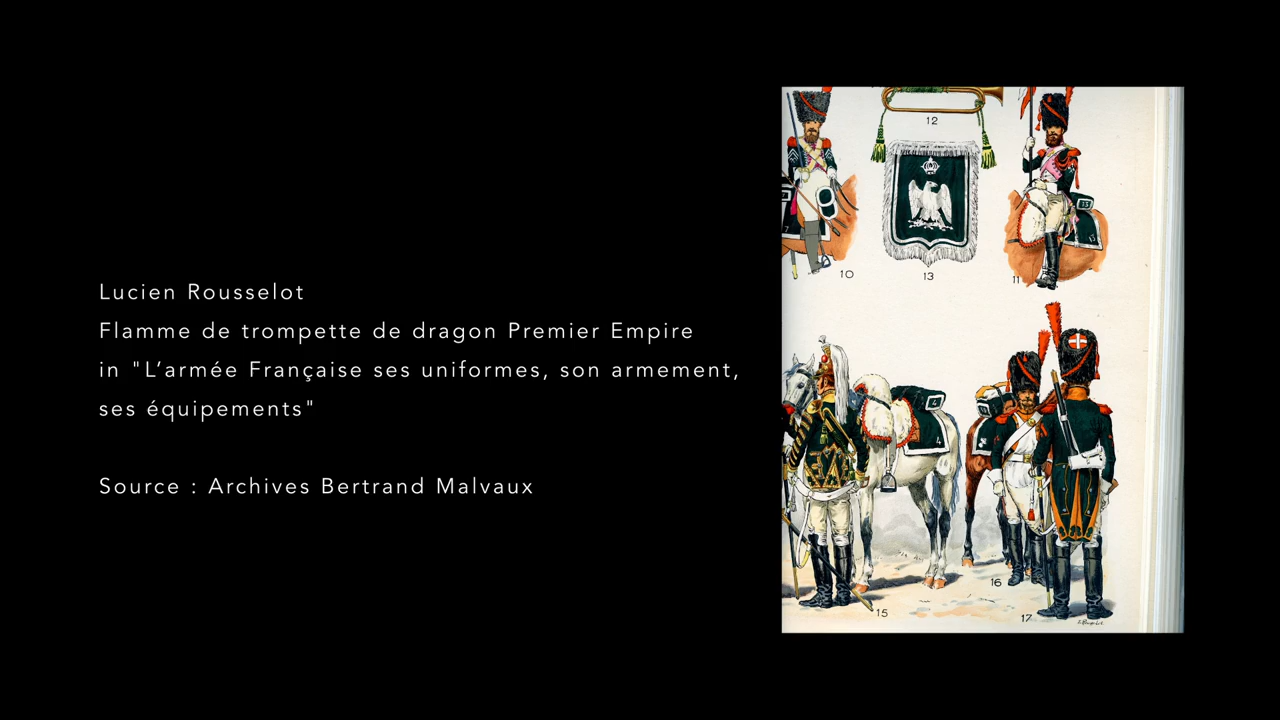 Lucien Rousselot
Flamme de trompette de dragon Premier Empire
in "L’armée Française ses uniformes, son armement,
ses équipements"
Source : Archives Bertrand Malvaux
12
10
13
11
16
15
17